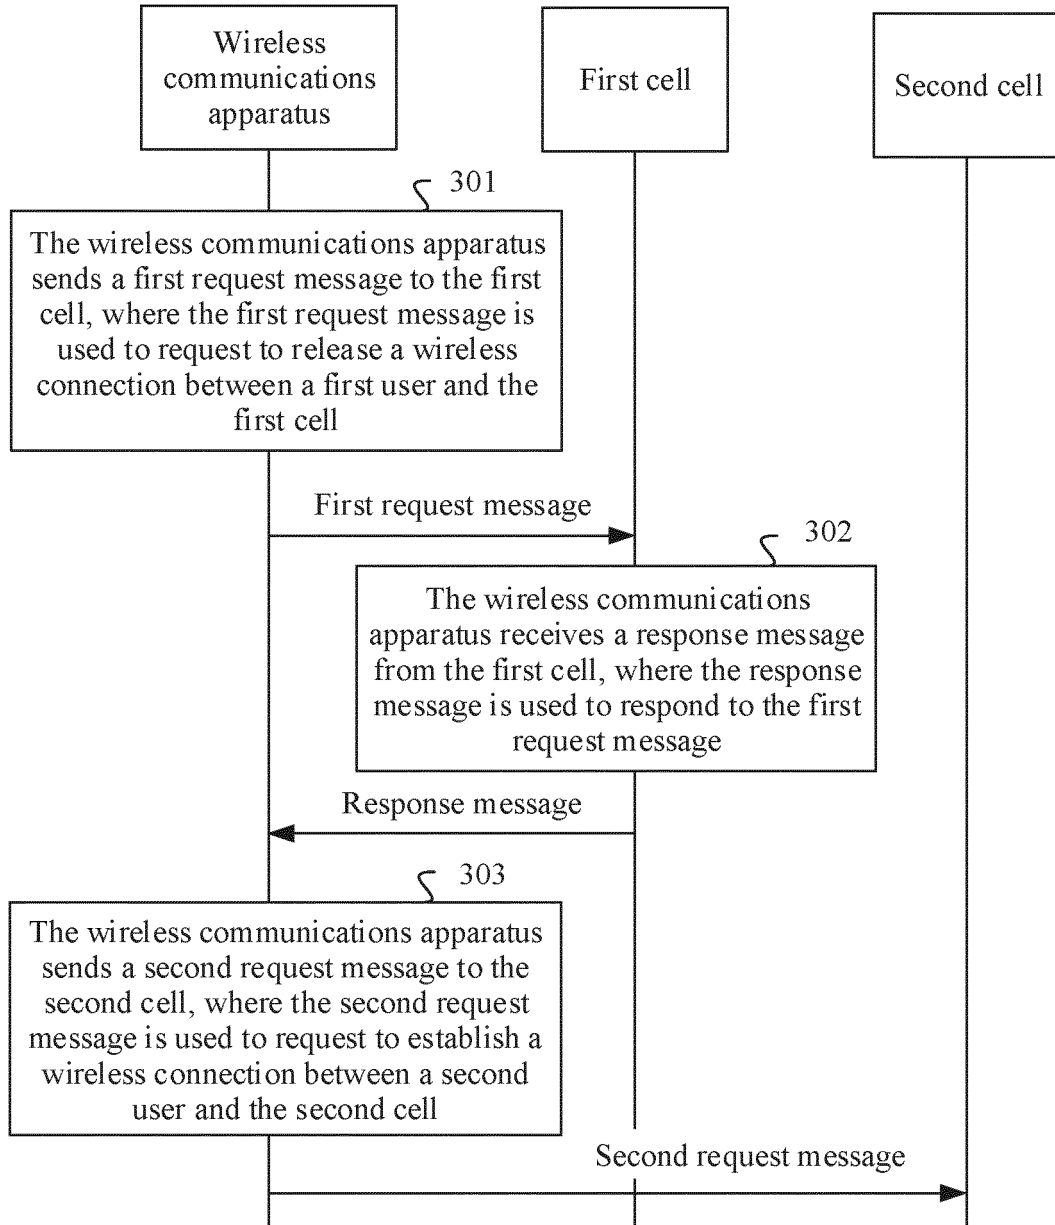 Wireless
communications
apparatus
First cell
Second cell
301
The wireless communications apparatus
sends a first request message to the first
cell, where the first request message is
used to request to release a wireless
connection between a first user and the
first cell
First request message
302
The wireless communications
apparatus receives a response message
from the first cell, where the response
message is used to respond to the first
request message
Response message
303
The wireless communications apparatus
sends a second request message to the
second cell, where the second request
message is used to request to establish a
wireless connection between a second
user and the second cell
Second request message